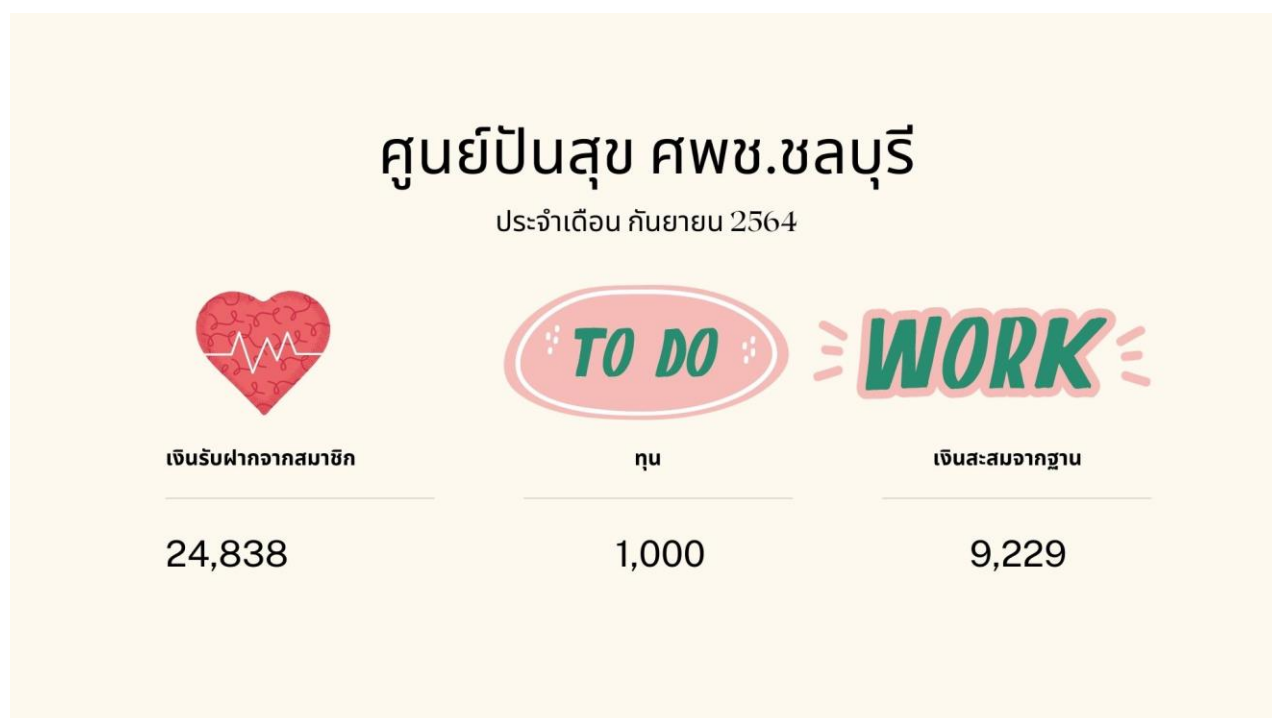 ศูนย์ปันสุข ศพช.ชลบุรี
ประจำเดือน กันยายน 2564
TO DO
WORK
เงินรับฝากจากสมาชิก
ทุน
เงินสะสมจากฐาน
24,838
1,000
9,229